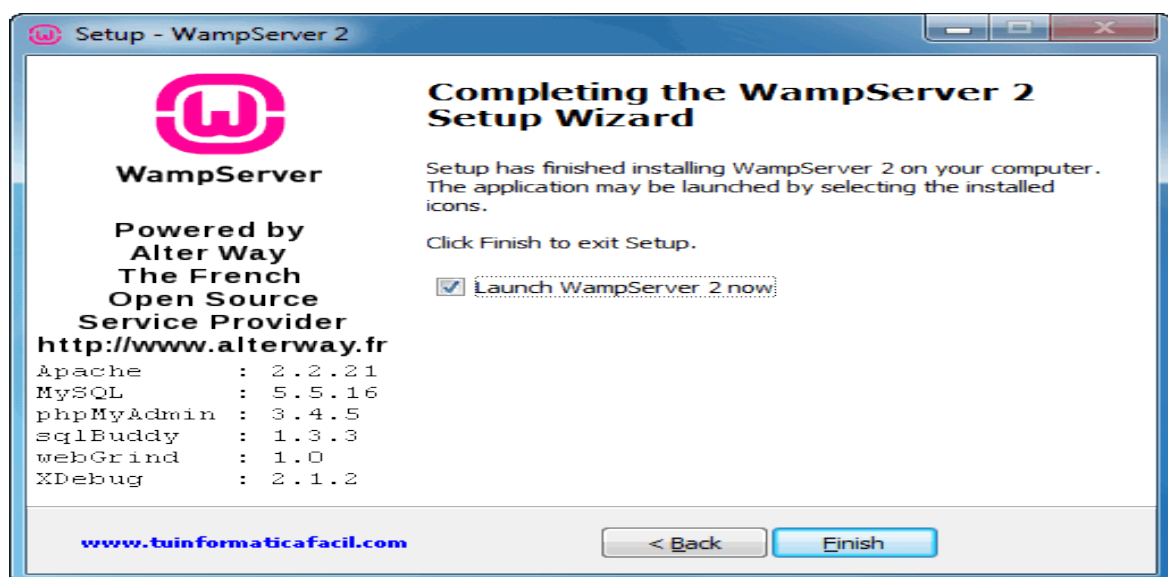 Setup - WampServer 2
WampServer
Powered by
Alter Way
The French
Open Source
Service Provider
http://www.alterway.fr
Apache : 2.2.21
MySQL : 5.5.16
phpMyAdmin : 3.4.5
sqlBuddy : 1.3.3
webGrind : 1.0
XDebug : 2.1.2
Completing the WampServer 2
Setup Wizard
Setup has finished installing WampServer 2 on your computer.
The application may be launched by selecting the installed
icons.
Click Finish to exit Setup.
Launch WampServer 2 now
www.tuinformaticafacil.com
< Back
Finish